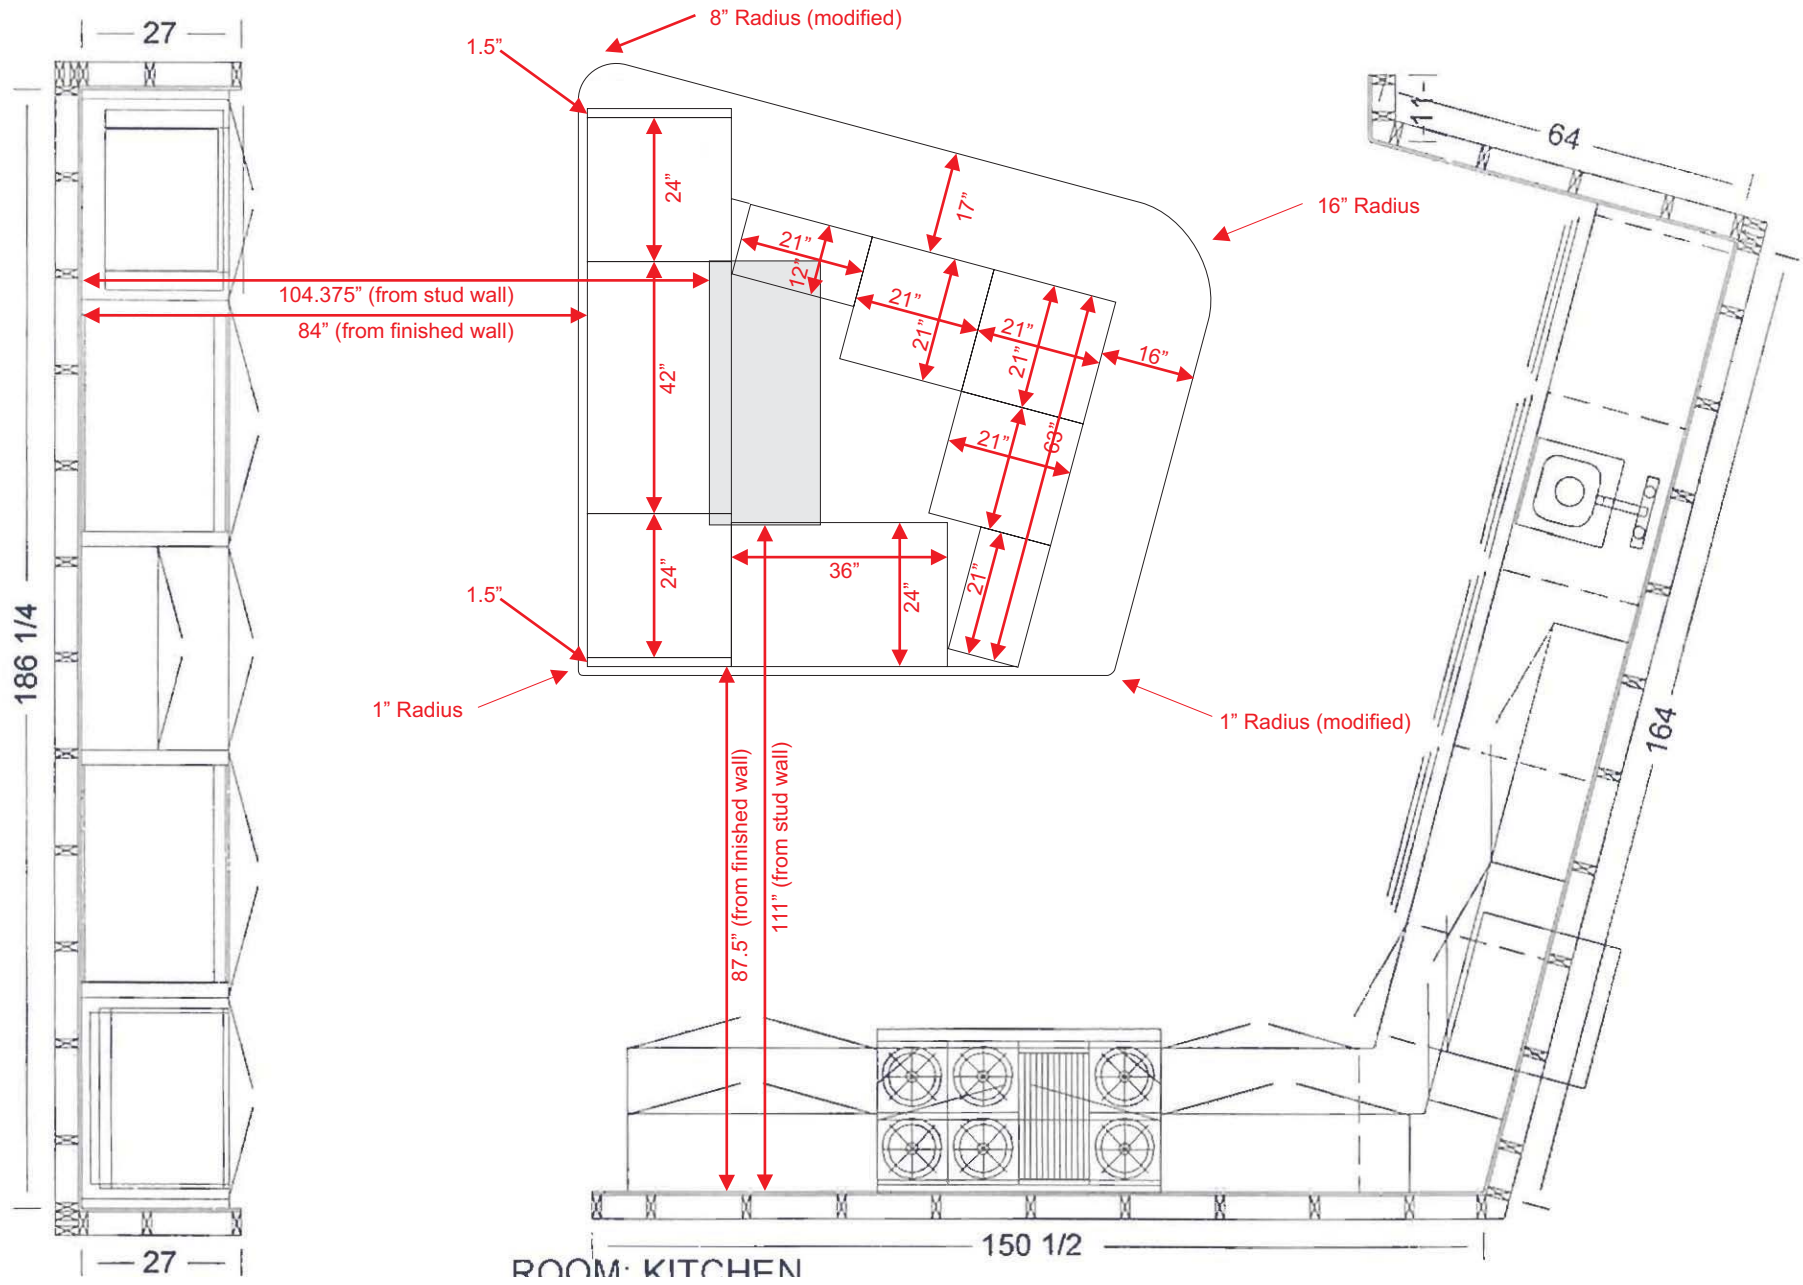 27
8” Radius (modified)
1.5”
11
64
24”
17”
16” Radius
21”
12”
104.375” (from stud wall)
84” (from finished wall)
21”
21”
21”
21”
16”
42”
21”
63”
186 1/4
24”
36”
24”
21”
1.5”
1” Radius
1” Radius (modified)
164
87.5” (from finished wall)
111” (from stud wall)
150 1/2
27
ROOM: KITCHEN